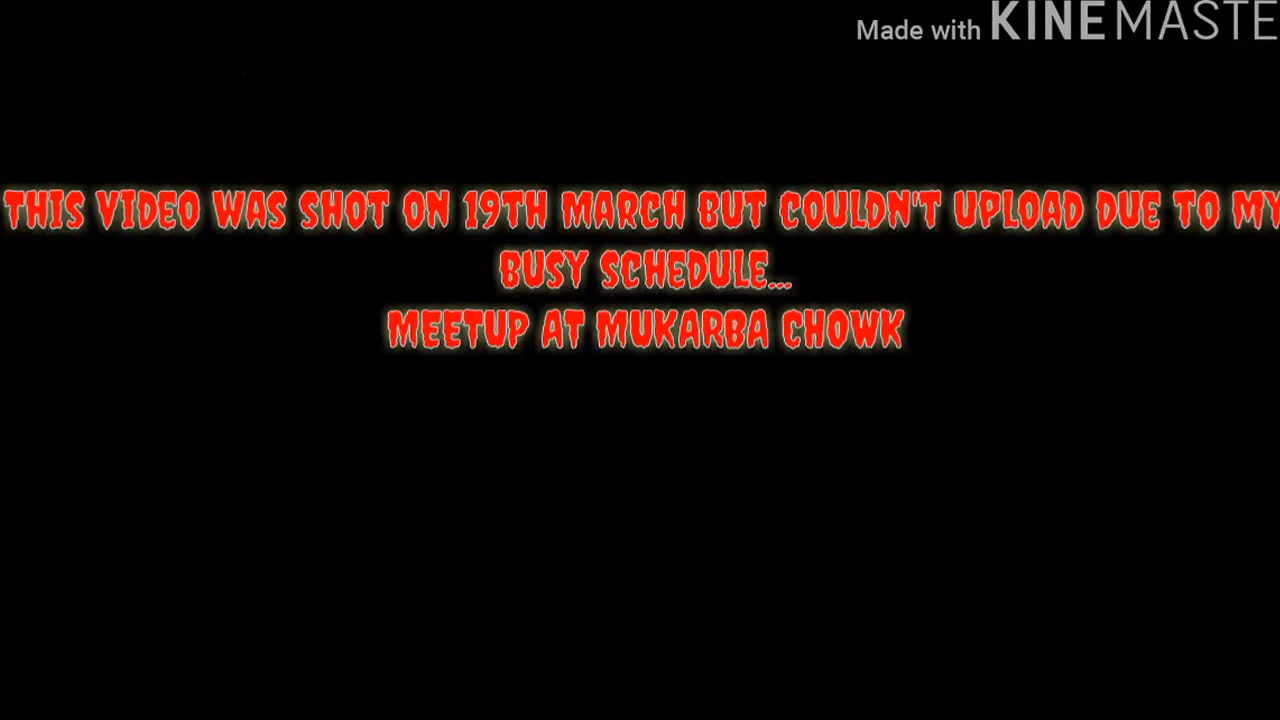 Made with KINEMASTE
THIS VIDEO WAS SHOT ON 19TH MARCH BUT COULDN'T UPLOAD DUE TO MY
BUSY SCHEDULE...
MEETUP AT MUKARBA CHOWK